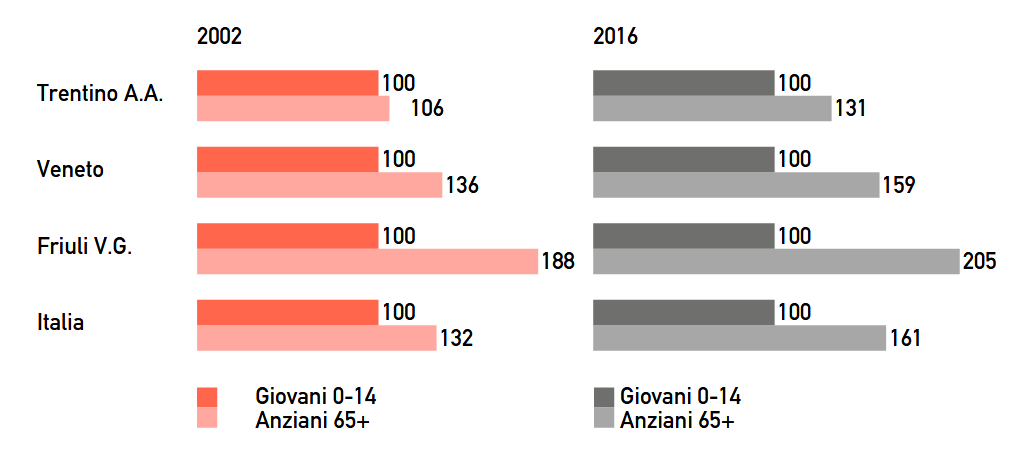 2002 2016
100 100
Trentino A.A.
106 131
100 100
Veneto
136 159
100 100
Friuli V.G.
188 205
100 100
Italia
132 161
Giovani 0-14 Giovani 0-14
Anziani 65+ Anziani 65+